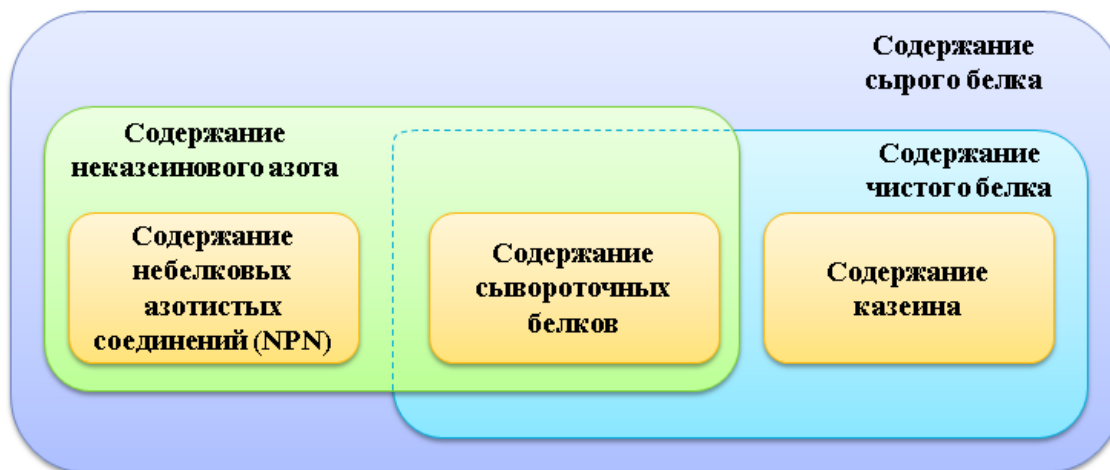 Содержание
сырого белка
Содержание
неказеинового азота
Содержание
чистого белка
Содержание
небелковых
азотистых
соединений (NPN)
Содержание
сывороточных
белков
Содержание
казеина